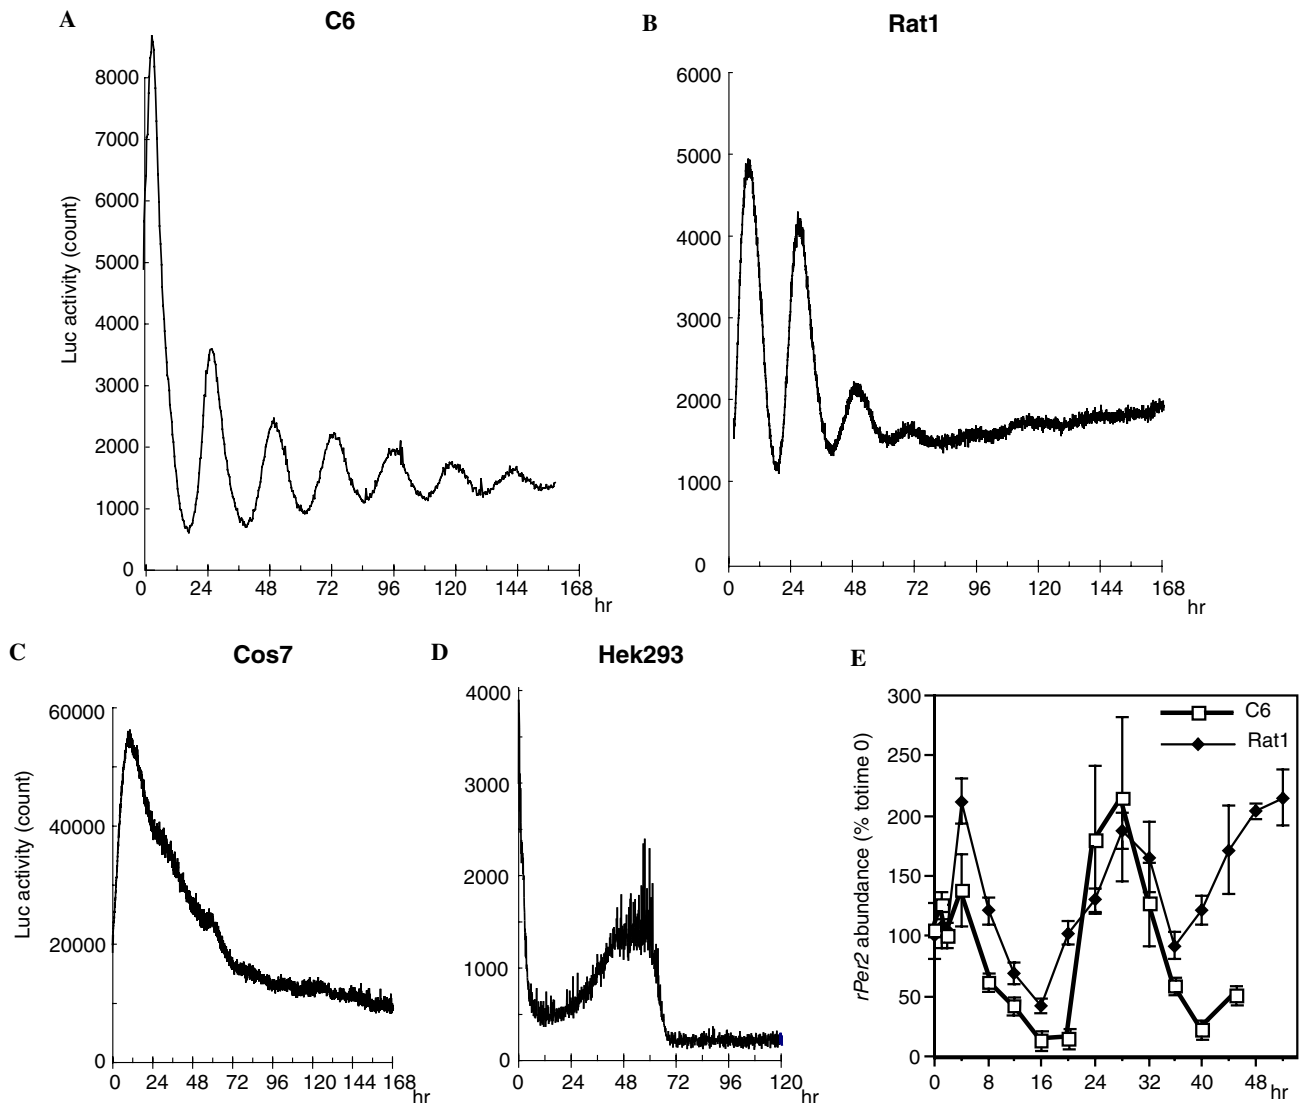 A
C6
8000
7000
6000
5000
4000
3000
2000
1000
0
Luc activity (count)
0 24 48 72 96 120 144 168
hr
B
Rat1
6000
5000
4000
3000
2000
1000
0
0 24 48 72 96 120 144 168
hr
C
Cos7
60000
40000
20000
0
Luc activity (count)
0 24 48 72 96 120 144 168
hr
D
Hek293
4000
3000
2000
1000
0
0 24 48 72 96 120
hr
E
300
250
200
150
100
50
0
rPer2 abundance (% totime 0)
C6
Rat1
0 8 16 24 32 40 48
hr